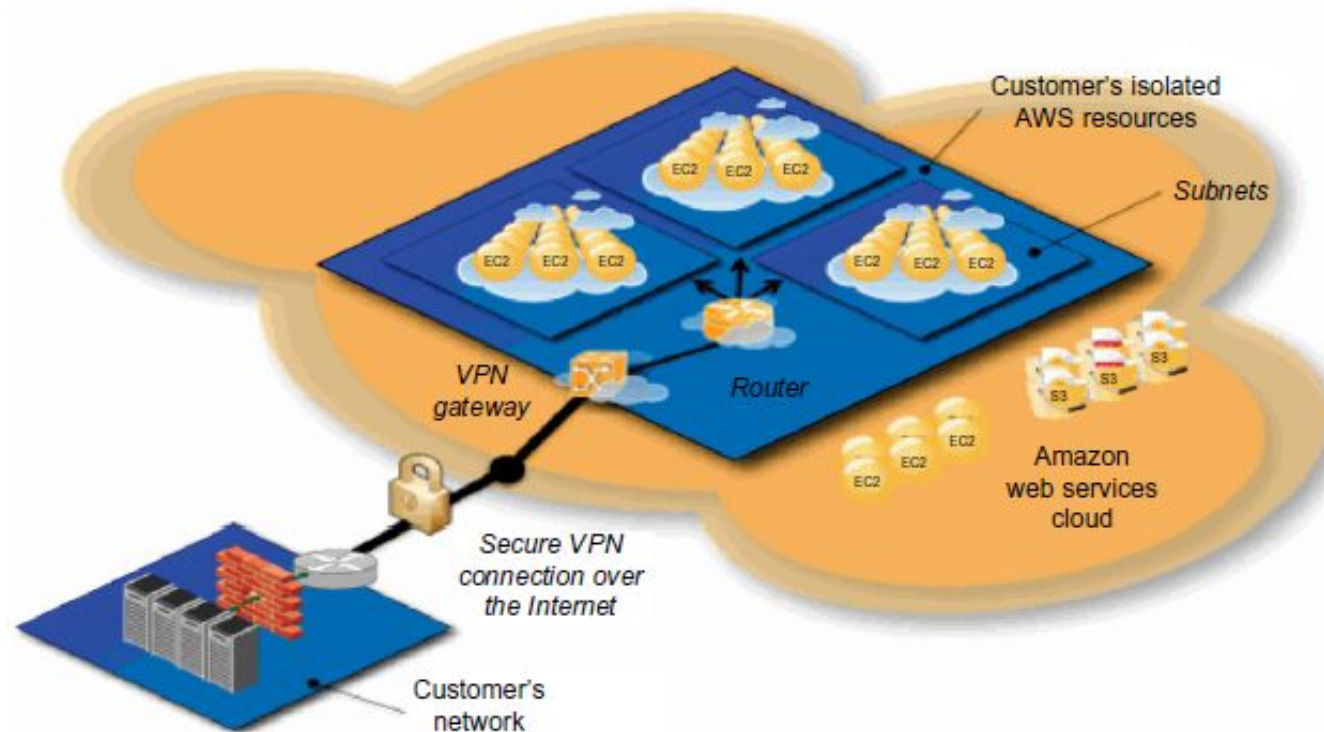 Customer's isolated
AWS resources
Subnets
EC2 EC2 EC2
EC2 EC2 EC2
EC2 EC2 EC2
VPN
gateway
Router
S3 S3 S3
EC2 EC2 EC2
Amazon
web services
cloud
Secure VPN
connection over
the Internet
Customer's
network